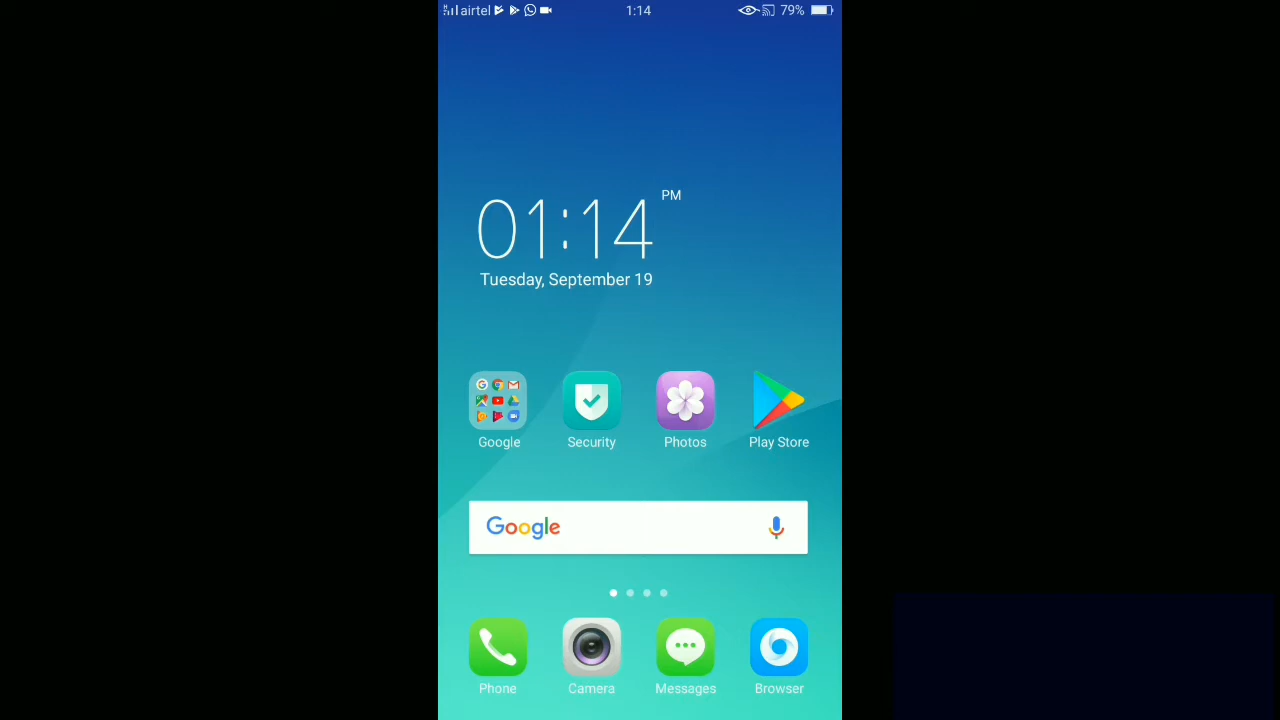 airtel 1:14 79%
01:14 PM
Tuesday, September 19
Google Security Photos Play Store
Google
Phone Camera Messages Browser